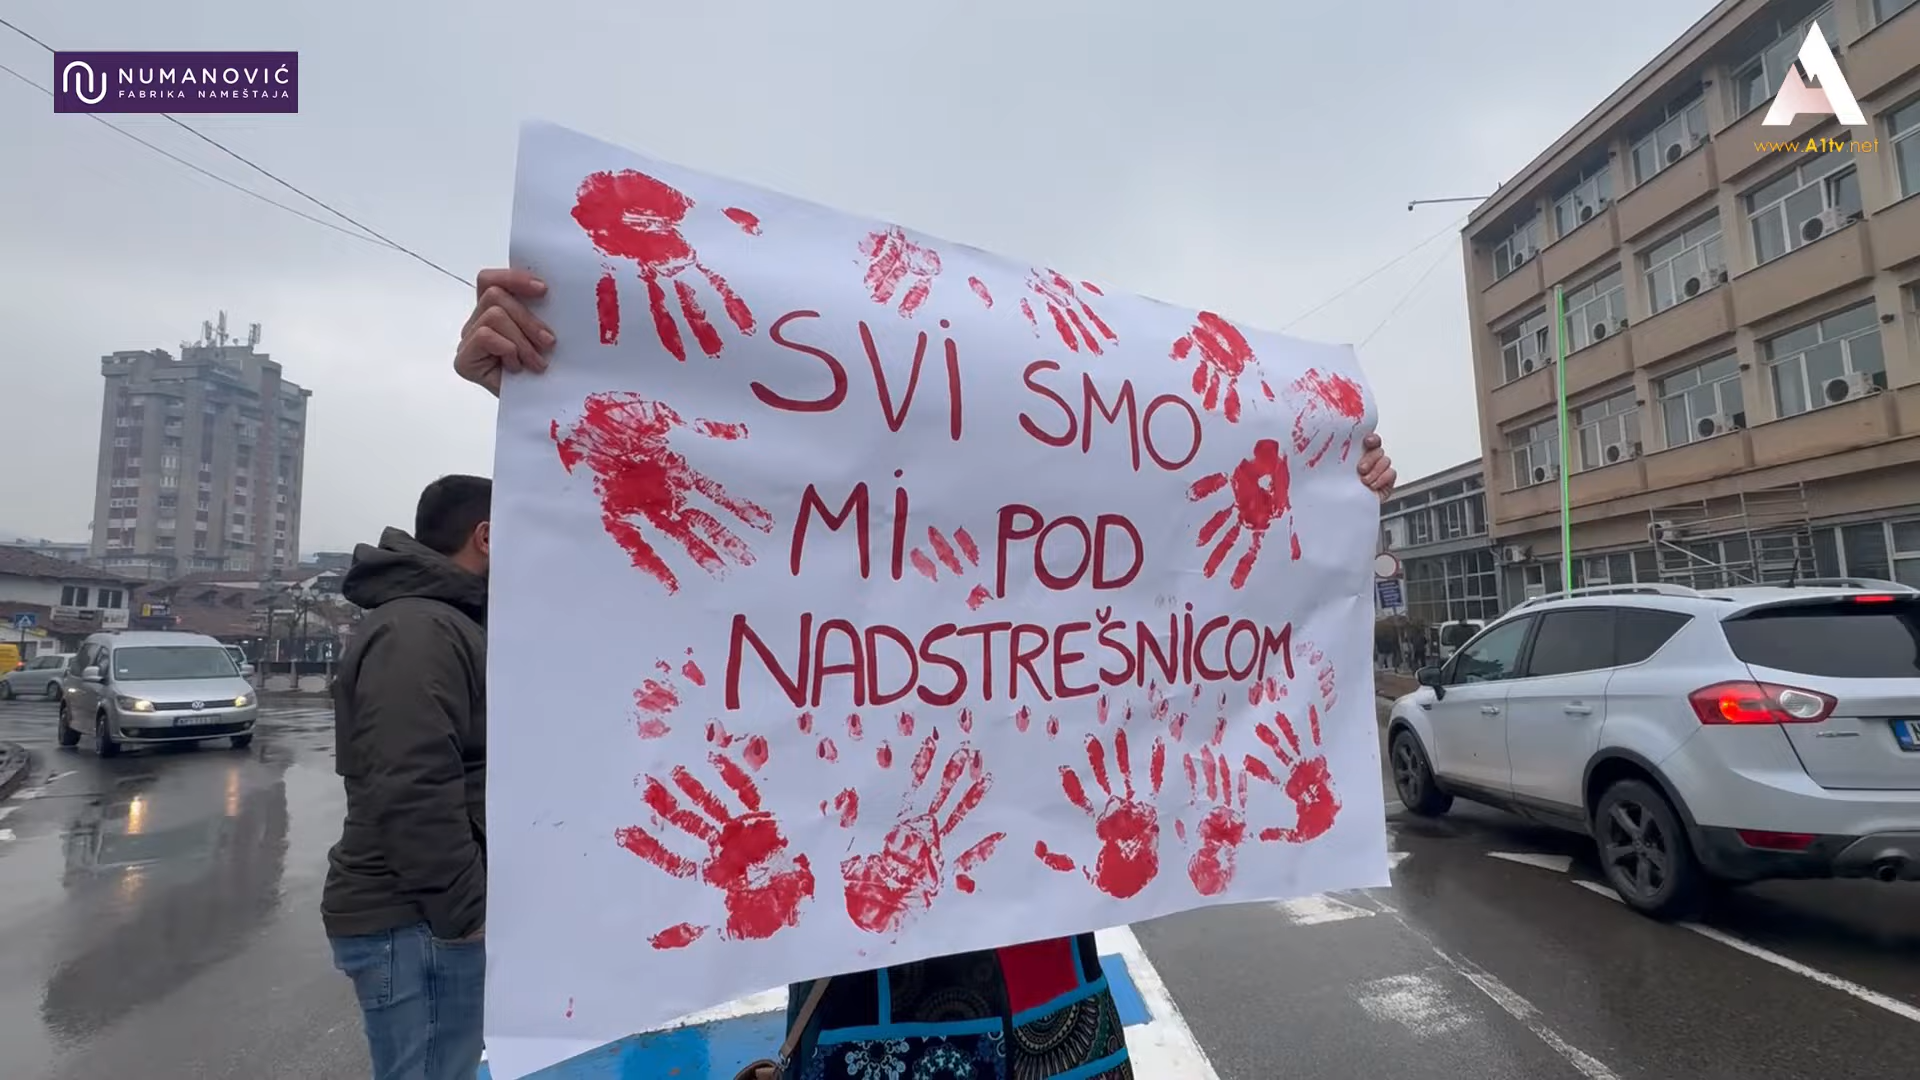 NUMANOVIĆ
FABRIKA NAMEŠTAJA
www.A1tv.net
SVI SMO
MI POD
NADSTREŠNICOM